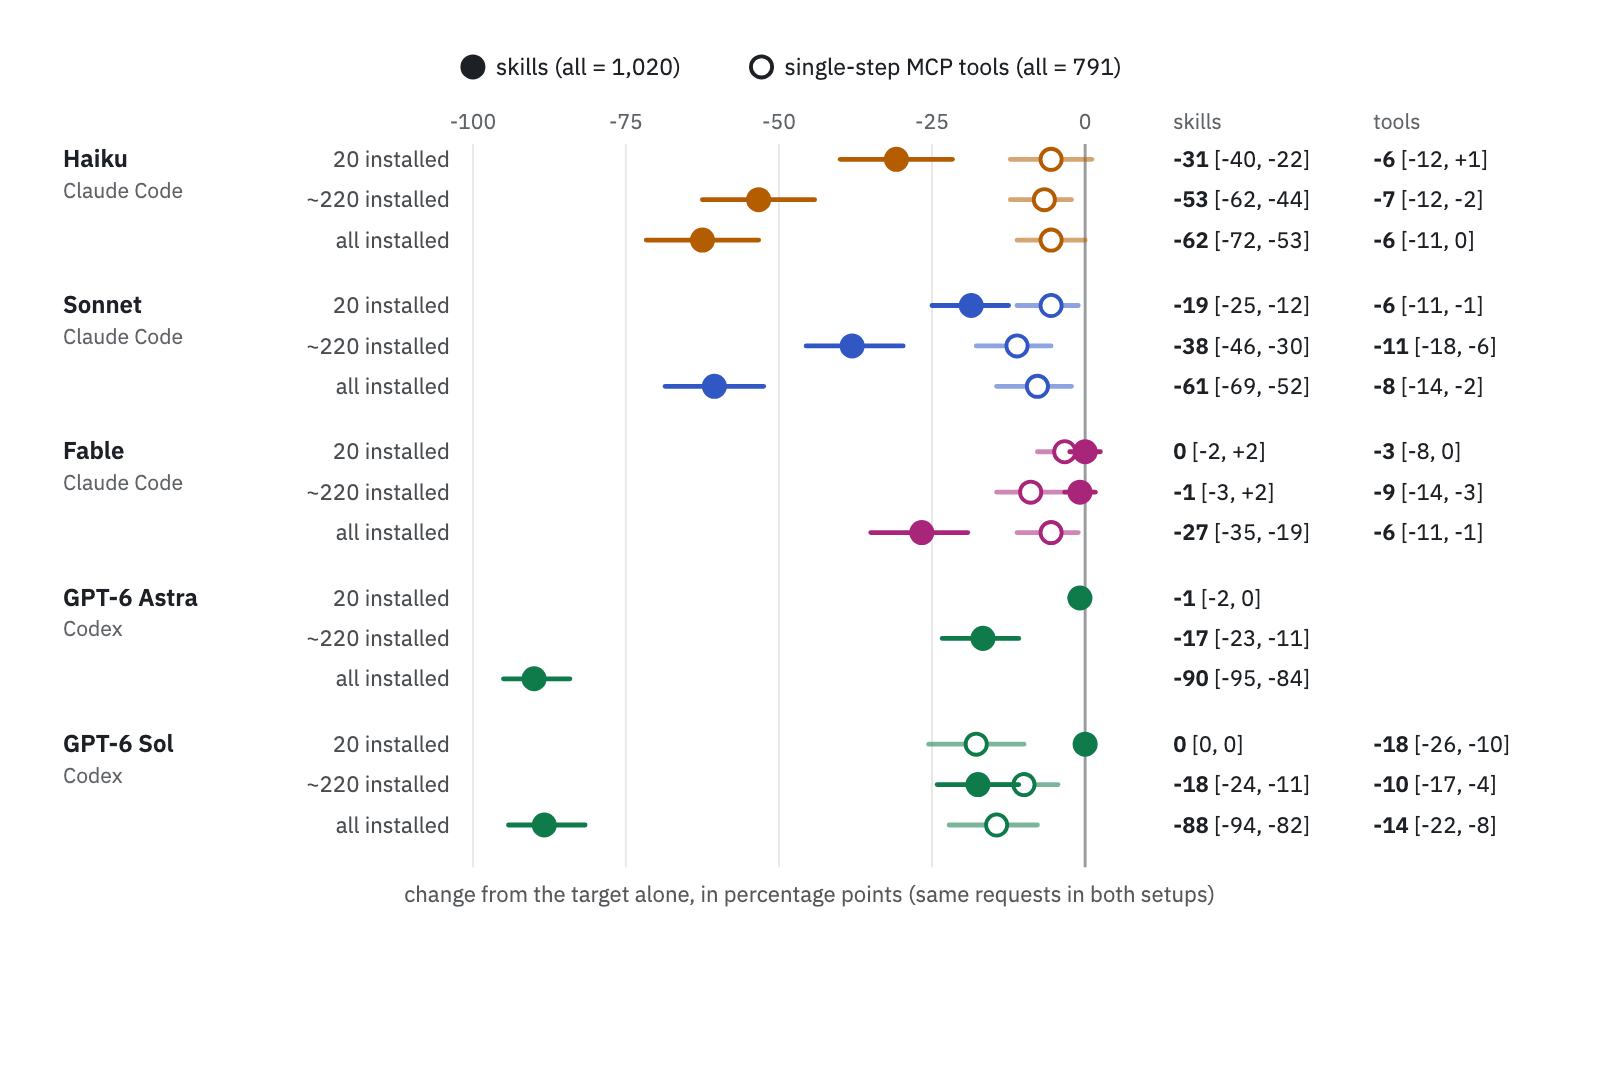 skills (all = 1,020) single-step MCP tools (all = 791)
-100 -75 -50 -25 0 skills tools
Haiku 20 installed -31 [-40, -22] -6 [-12, +1]
Claude Code
~220 installed -53 [-62, -44] -7 [-12, -2]
all installed -62 [-72, -53] -6 [-11, 0]
Sonnet 20 installed -19 [-25, -12] -6 [-11, -1]
Claude Code
~220 installed -38 [-46, -30] -11 [-18, -6]
all installed -61 [-69, -52] -8 [-14, -2]
Fable 20 installed 0 [-2, +2] -3 [-8, 0]
Claude Code
~220 installed -1 [-3, +2] -9 [-14, -3]
all installed -27 [-35, -19] -6 [-11, -1]
GPT-6 Astra 20 installed -1 [-2, 0]
Codex
~220 installed -17 [-23, -11]
all installed -90 [-95, -84]
GPT-6 Sol 20 installed 0 [0, 0] -18 [-26, -10]
Codex
~220 installed -18 [-24, -11] -10 [-17, -4]
all installed -88 [-94, -82] -14 [-22, -8]
change from the target alone, in percentage points (same requests in both setups)